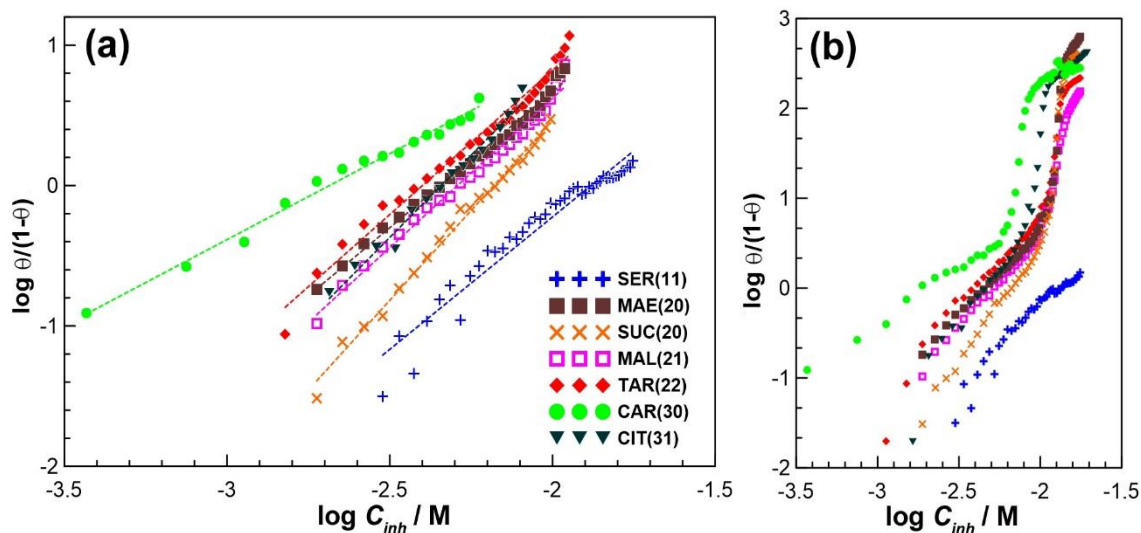 (a)
log θ/(1-θ)
1
0
-1
-2
-3.5
-3
-2.5
-2
-1.5
log Cinh / M
SER(11)
MAE(20)
SUC(20)
MAL(21)
TAR(22)
CAR(30)
CIT(31)
(b)
log θ/(1-θ)
3
2
1
0
-1
-2
-3.5
-3
-2.5
-2
-1.5
log Cinh / M